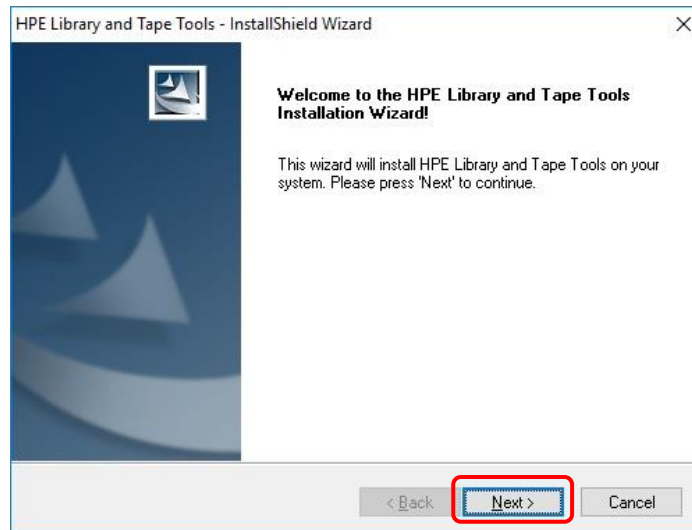 HPE Library and Tape Tools - InstallShield Wizard
Welcome to the HPE Library and Tape Tools
Installation Wizard!
This wizard will install HPE Library and Tape Tools on your
system. Please press 'Next' to continue.
< Back
Next >
Cancel